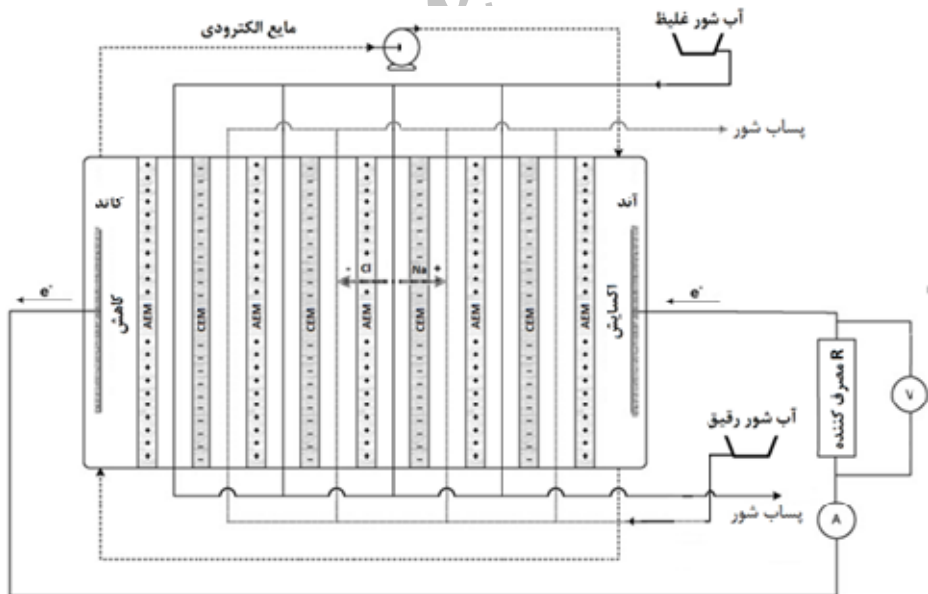 آب شور غلیظ
مایع الکترودی
پساب شور
کاتد
آند
AEM
CEM
AEM
CEM
AEM
CEM
AEM
CEM
AEM
- Cl
Na +
e-
e-
کاهش
اکسایش
مصرف کننده R
V
آب شور رقیق
پساب شور
A